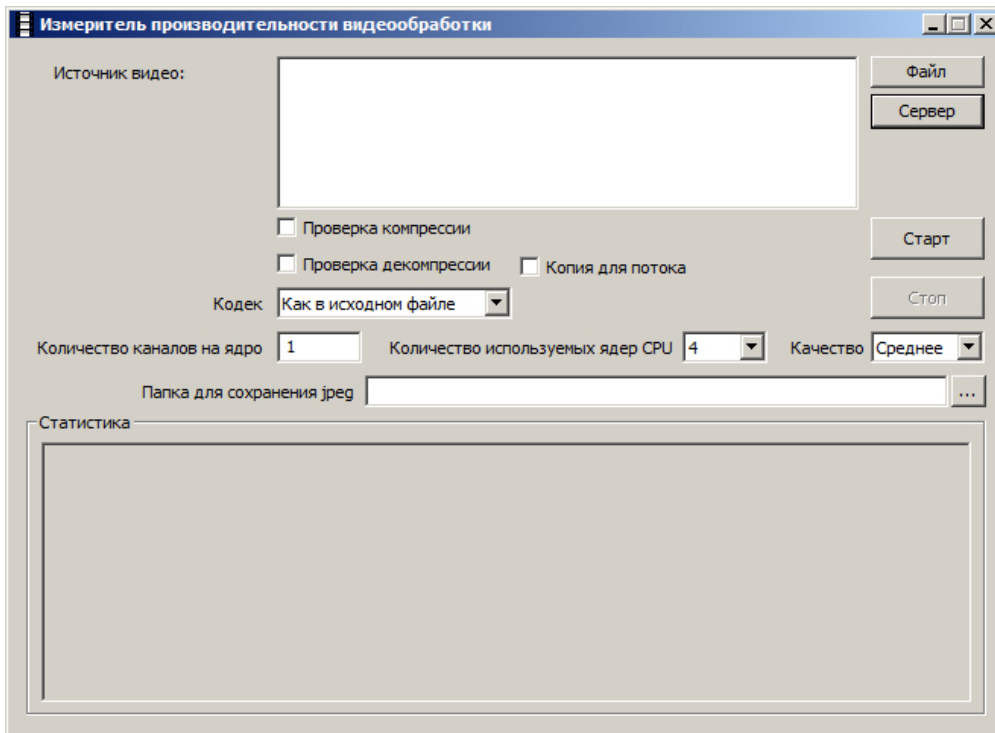 Измеритель производительности видеообработки
Источник видео:
Файл
Сервер
Проверка компрессии
Старт
Проверка декомпрессии
Копия для потока
Кодек
Как в исходном файле
Стоп
Количество каналов на ядро
1
Количество используемых ядер CPU
4
Качество
Среднее
Папка для сохранения jpeg
...
Статистика